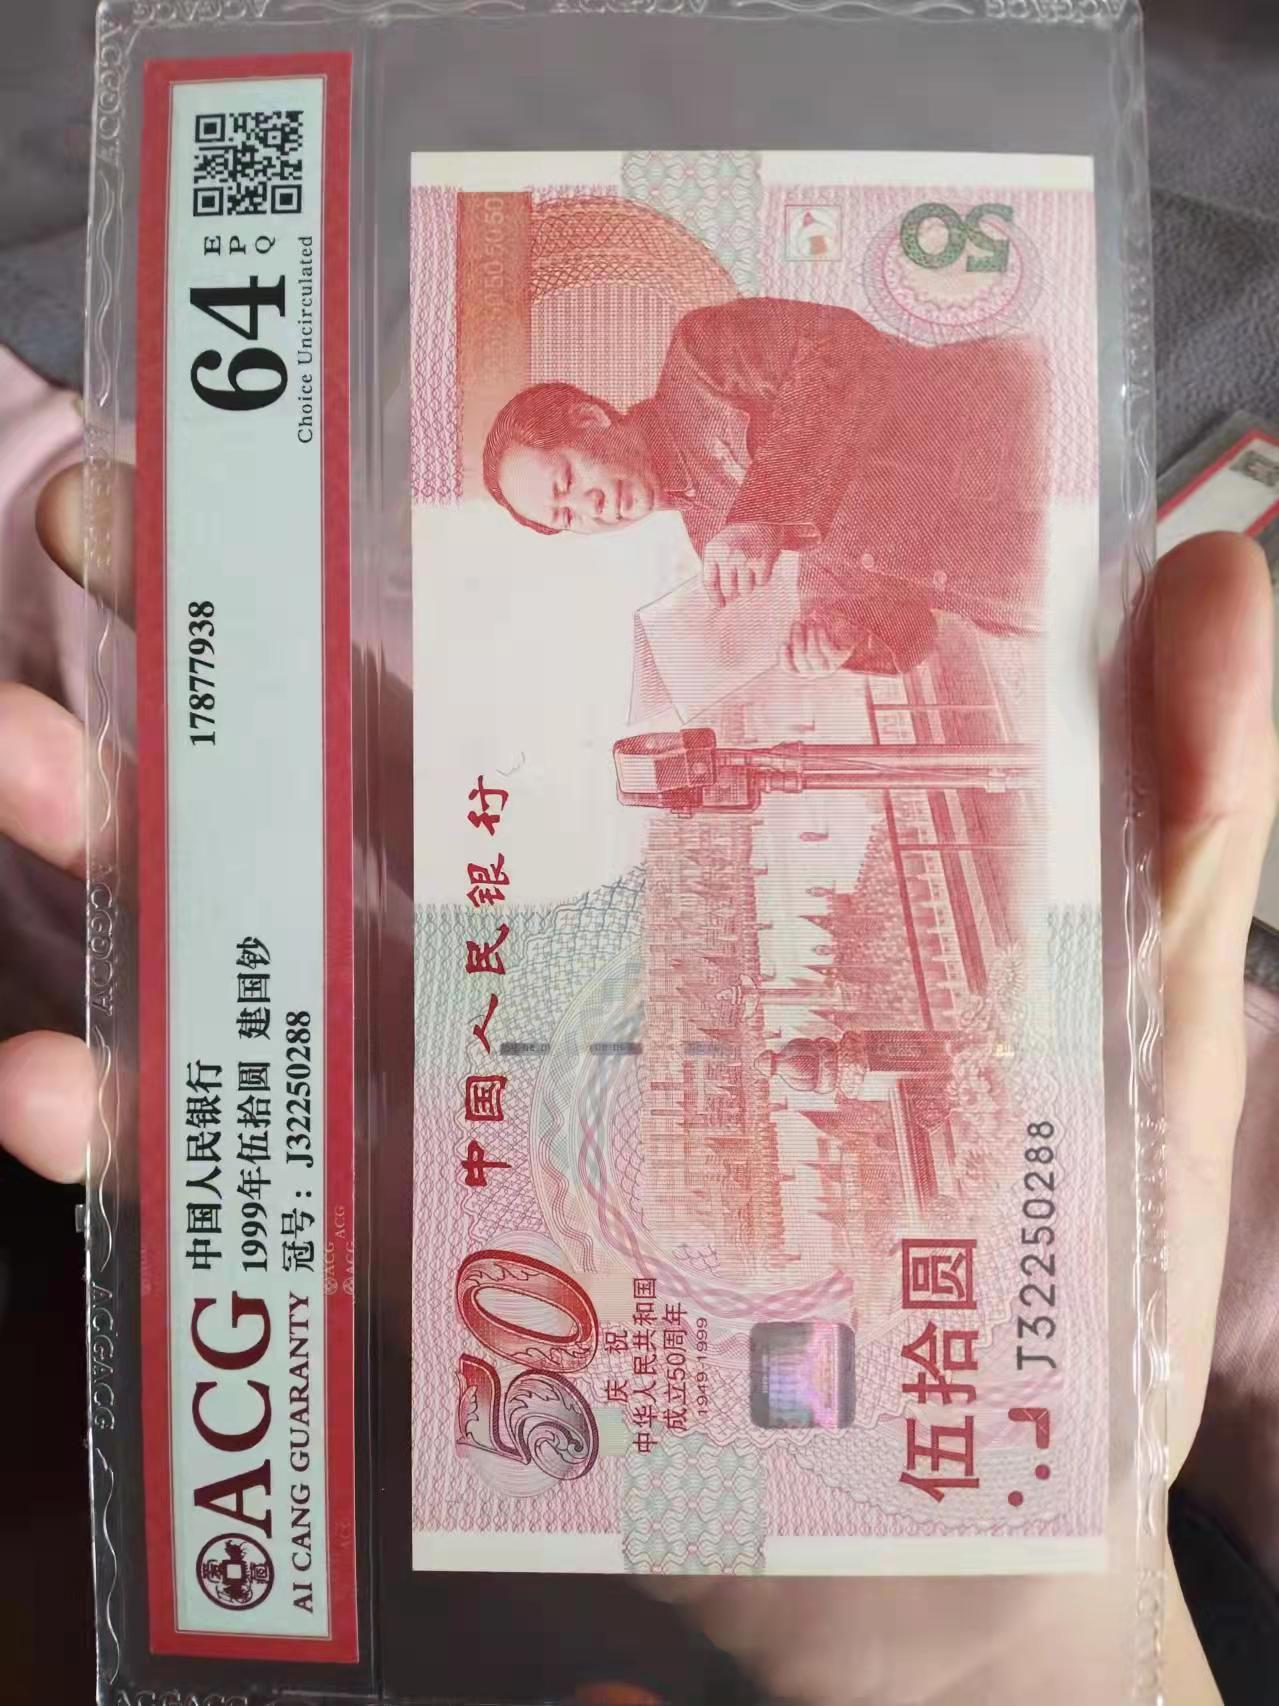 ACG
AI CANG GUARANTY
中国人民银行
1999年伍拾圆 建国钞
冠号：J32250288
17877938
64
EPQ
Choice Uncirculated
中国人民银行
50
庆祝
中华人民共和国
成立50周年
1949-1999
伍拾圆
J32250288
50